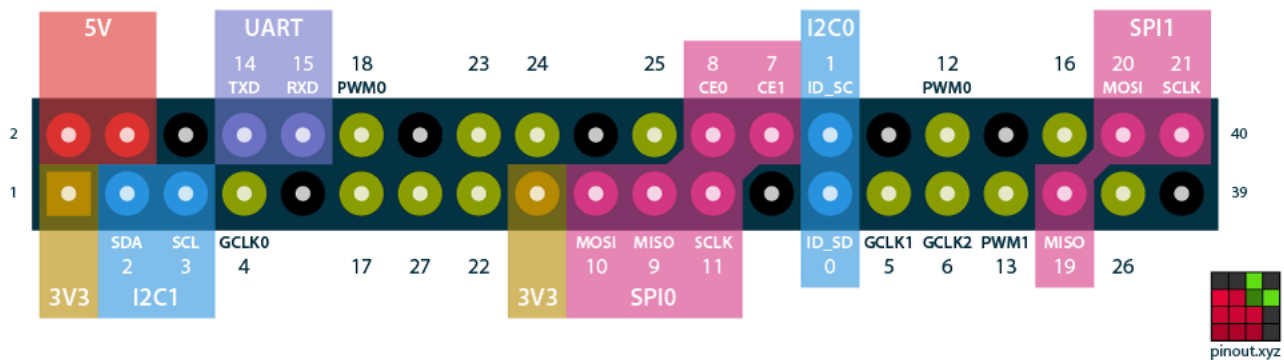 5V UART I2C0 SPI1
14 15 18 23 24 25 8 7 1 12 16 20 21
TXD RXD PWM0 CE0 CE1 ID_SC PWM0 MOSI SCLK
2 40
1 39
SDA SCL GCLK0 MOSI MISO SCLK ID_SD GCLK1 GCLK2 PWM1 MISO
2 3 4 17 27 22 10 9 11 0 5 6 13 19 26
3V3 I2C1 3V3 SPI0
pinout.xyz